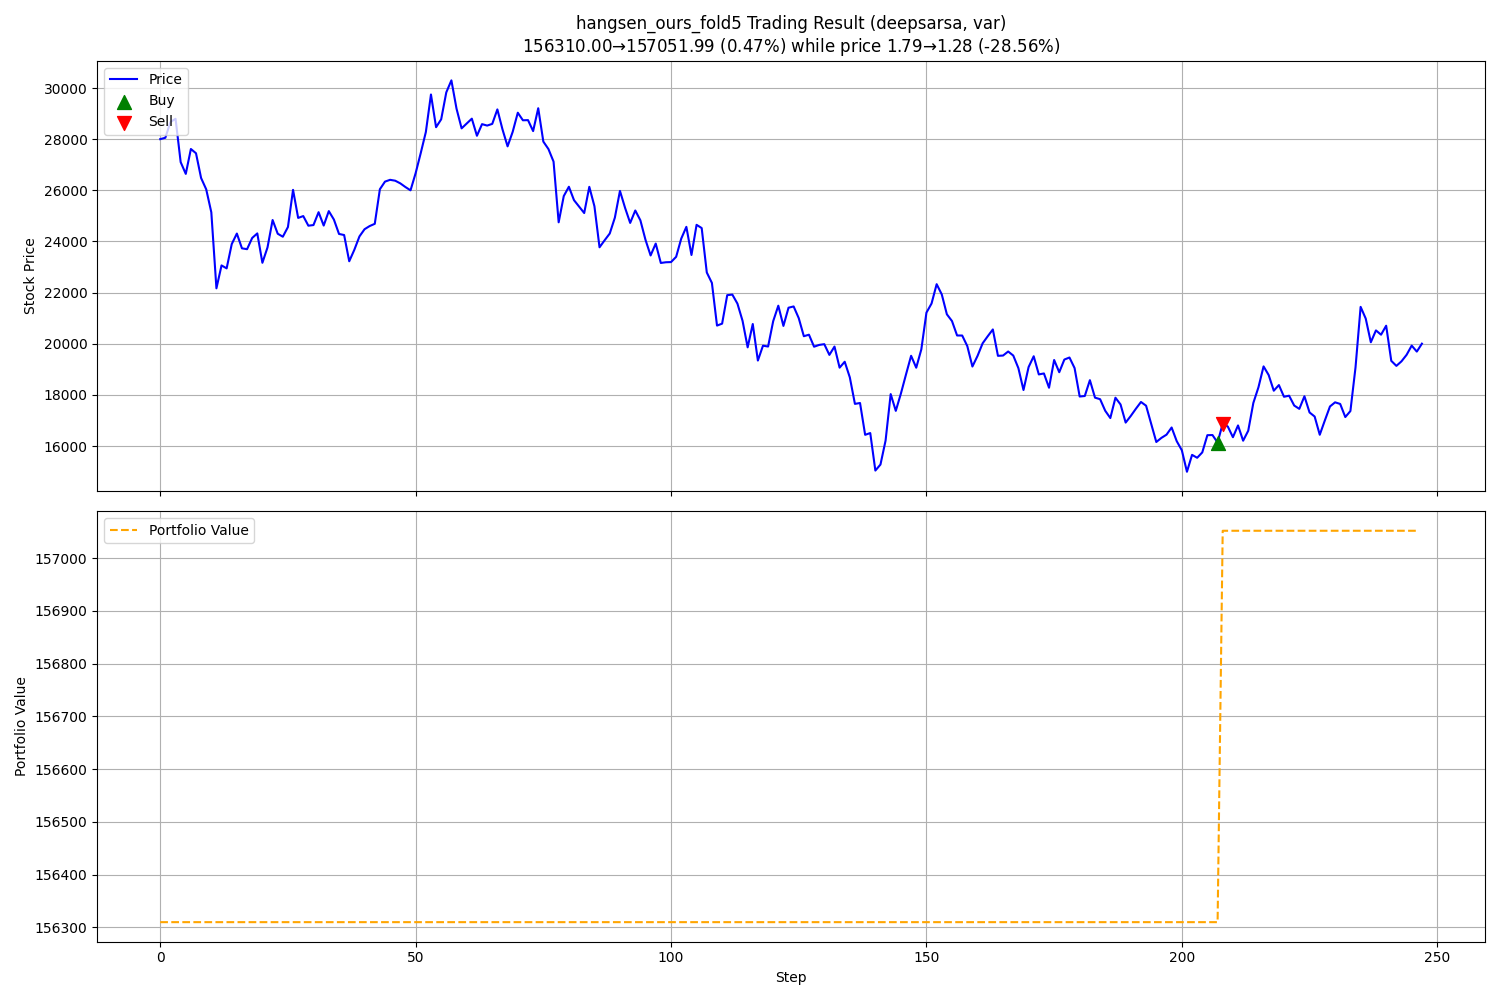 hangsen_ours_fold5 Trading Result (deepsarsa, var)
156310.00→157051.99 (0.47%) while price 1.79→1.28 (-28.56%)
Price
Buy
Sell
30000
28000
26000
24000
22000
20000
18000
16000
Stock Price
Portfolio Value
157000
156900
156800
156700
156600
156500
156400
156300
Portfolio Value
0
50
100
150
200
250
Step